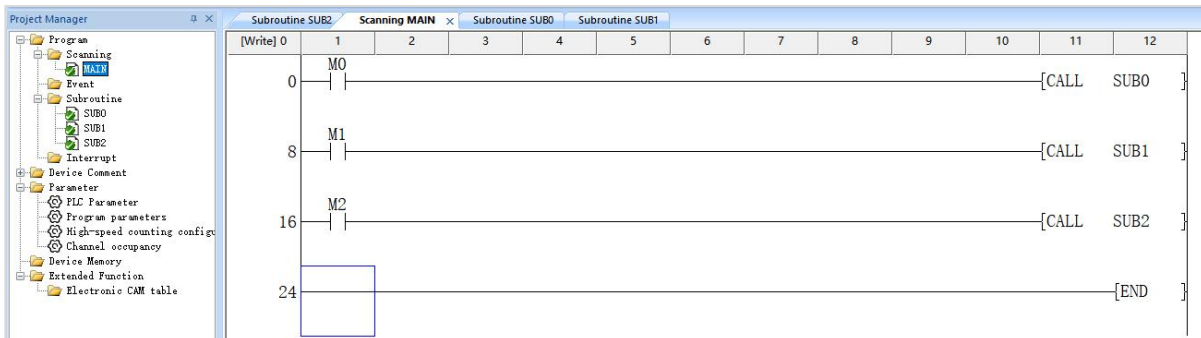 Project Manager
Subroutine SUB2 Scanning MAIN Subroutine SUB0 Subroutine SUB1
Program
Scanning
MAIN
Event
Subroutine
SUB0
SUB1
SUB2
Interrupt
Device Comment
Parameter
PLC Parameter
Program parameters
High-speed counting configu
Channel occupancy
Device Memory
Extended Function
Electronic CAM table
[Write] 0 1 2 3 4 5 6 7 8 9 10 11 12
M0
0 [CALL SUB0 ]
M1
8 [CALL SUB1 ]
M2
16 [CALL SUB2 ]
24 [END ]